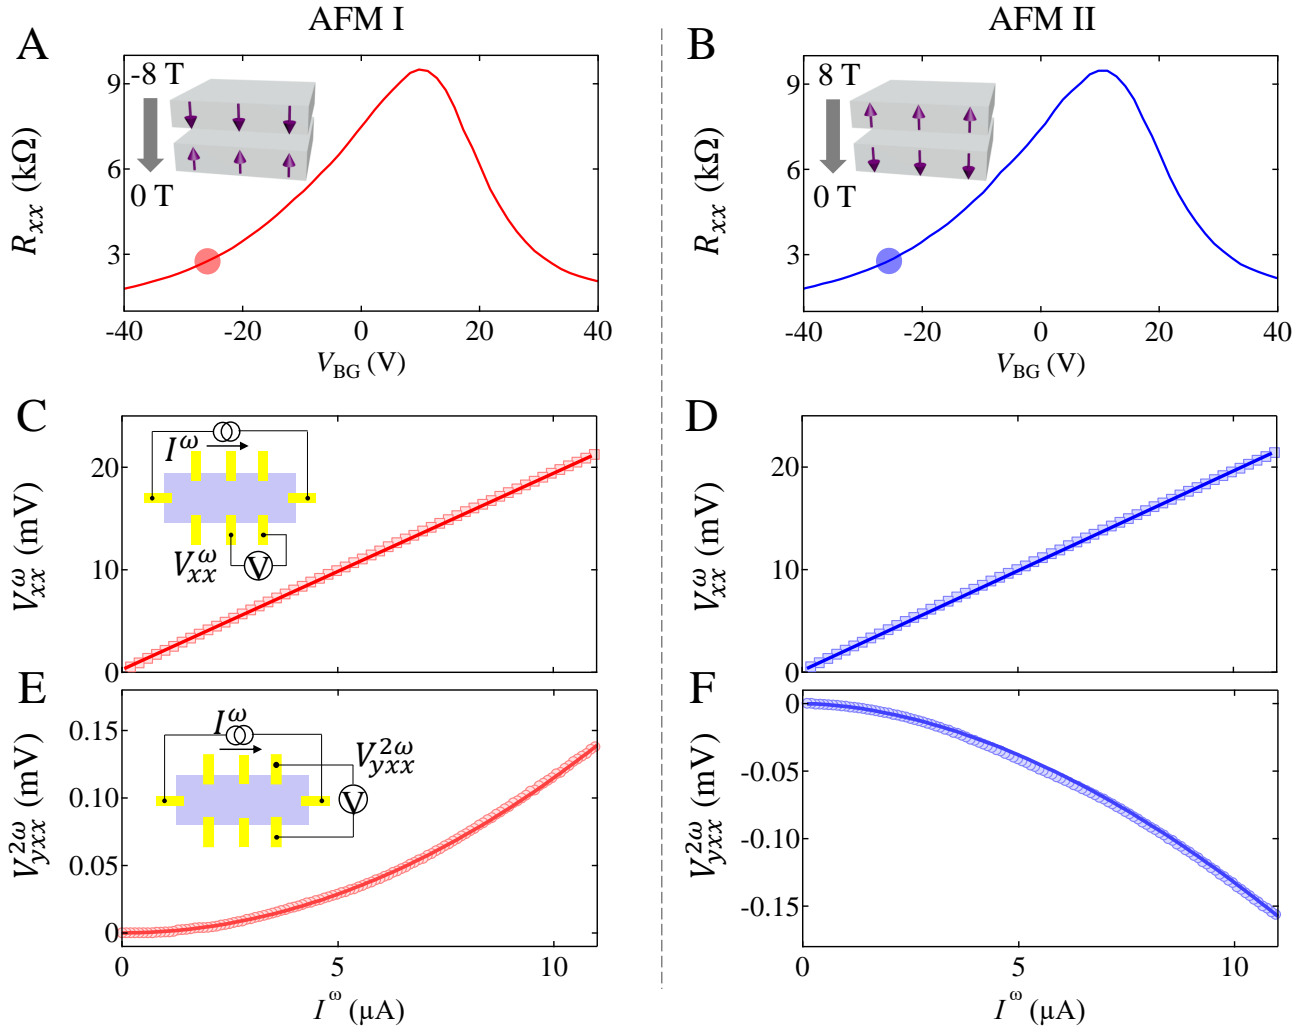 AFM I
AFM II
A
-8 T
0 T
9
6
3
R_xx (kΩ)
-40 -20 0 20 40
V_BG (V)
B
8 T
0 T
9
6
3
R_xx (kΩ)
-40 -20 0 20 40
V_BG (V)
C
I^ω
V_xx^ω
V
20
10
0
V_xx^ω (mV)
D
20
10
0
V_xx^ω (mV)
E
I^ω
V_yxx^2ω
V
0.15
0.10
0.05
0
V_yxx^2ω (mV)
0 5 10
I^ω (μA)
F
0
-0.05
-0.10
-0.15
V_yxx^2ω (mV)
0 5 10
I^ω (μA)